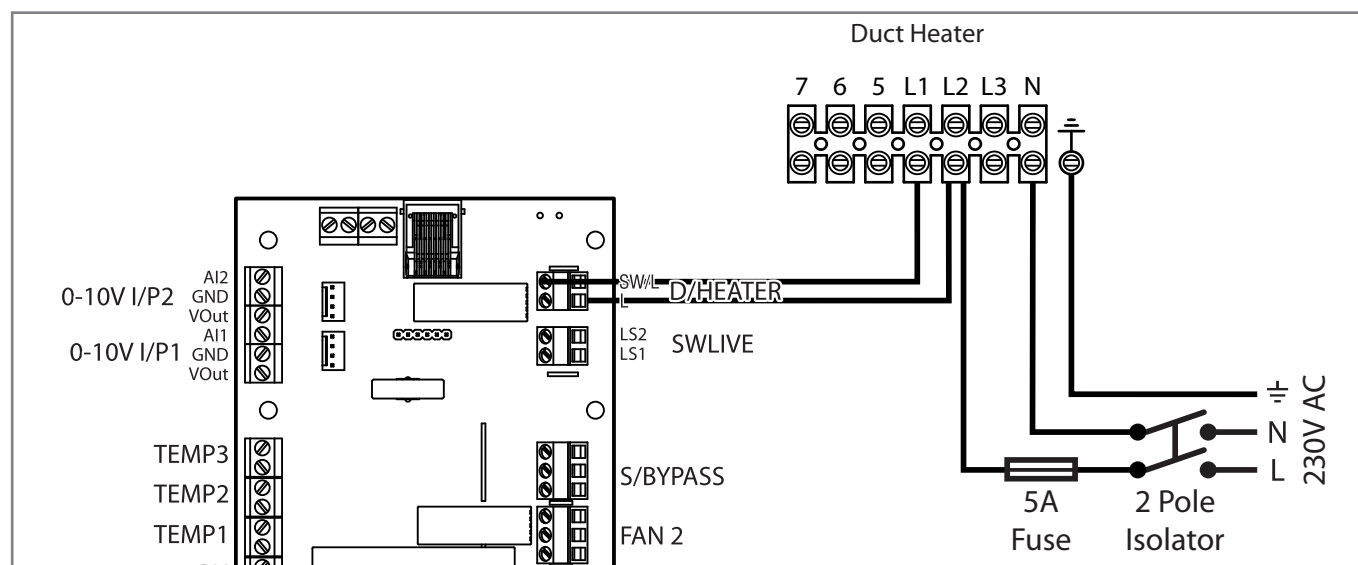 Duct Heater
7 6 5 L1 L2 L3 N
AI2
0-10V I/P2 GND
VOut
AI1
0-10V I/P1 GND
VOut
SW/L
D/HEATER
L
LS2
SWLIVE
LS1
TEMP3
TEMP2
TEMP1
S/BYPASS
FAN 2
N
L
230V AC
5A
Fuse
2 Pole
Isolator